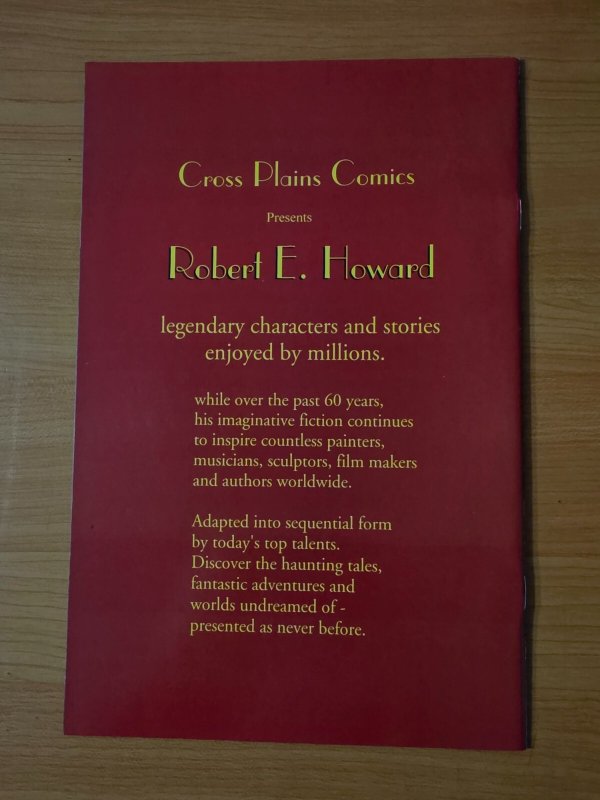 Cross Plains Comics
Presents
Robert E. Howard
legendary characters and stories
enjoyed by millions.
while over the past 60 years,
his imaginative fiction continues
to inspire countless painters,
musicians, sculptors, film makers
and authors worldwide.
Adapted into sequential form
by today's top talents.
Discover the haunting tales,
fantastic adventures and
worlds undreamed of -
presented as never before.